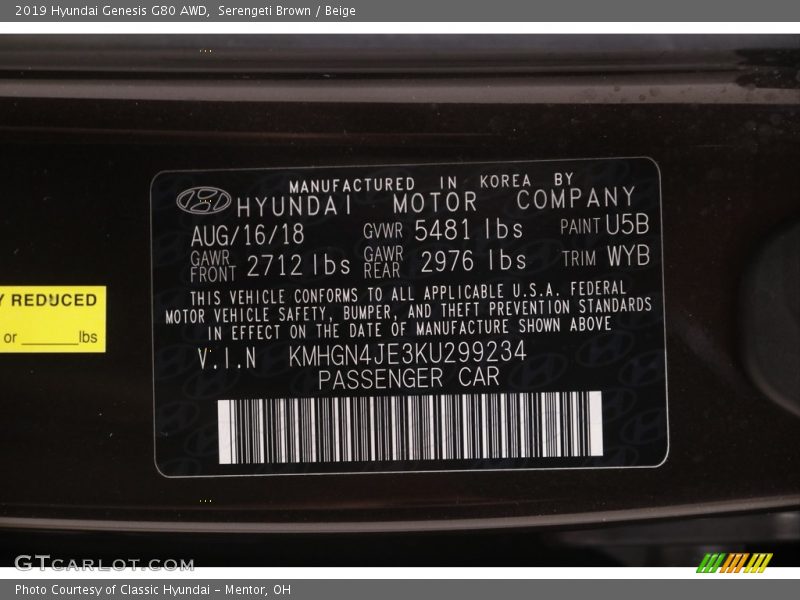 2019 Hyundai Genesis G80 AWD, Serengeti Brown / Beige
MANUFACTURED IN KOREA BY
HYUNDAI MOTOR COMPANY
AUG/16/18 GVWR 5481 lbs PAINT U5B
GAWR FRONT 2712 lbs GAWR REAR 2976 lbs TRIM WYB
THIS VEHICLE CONFORMS TO ALL APPLICABLE U.S.A. FEDERAL
MOTOR VEHICLE SAFETY, BUMPER, AND THEFT PREVENTION STANDARDS
IN EFFECT ON THE DATE OF MANUFACTURE SHOWN ABOVE
V.I.N KMHGN4JE3KU299234
PASSENGER CAR
Y REDUCED
or ______lbs
GTCARLOT.COM
Photo Courtesy of Classic Hyundai - Mentor, OH